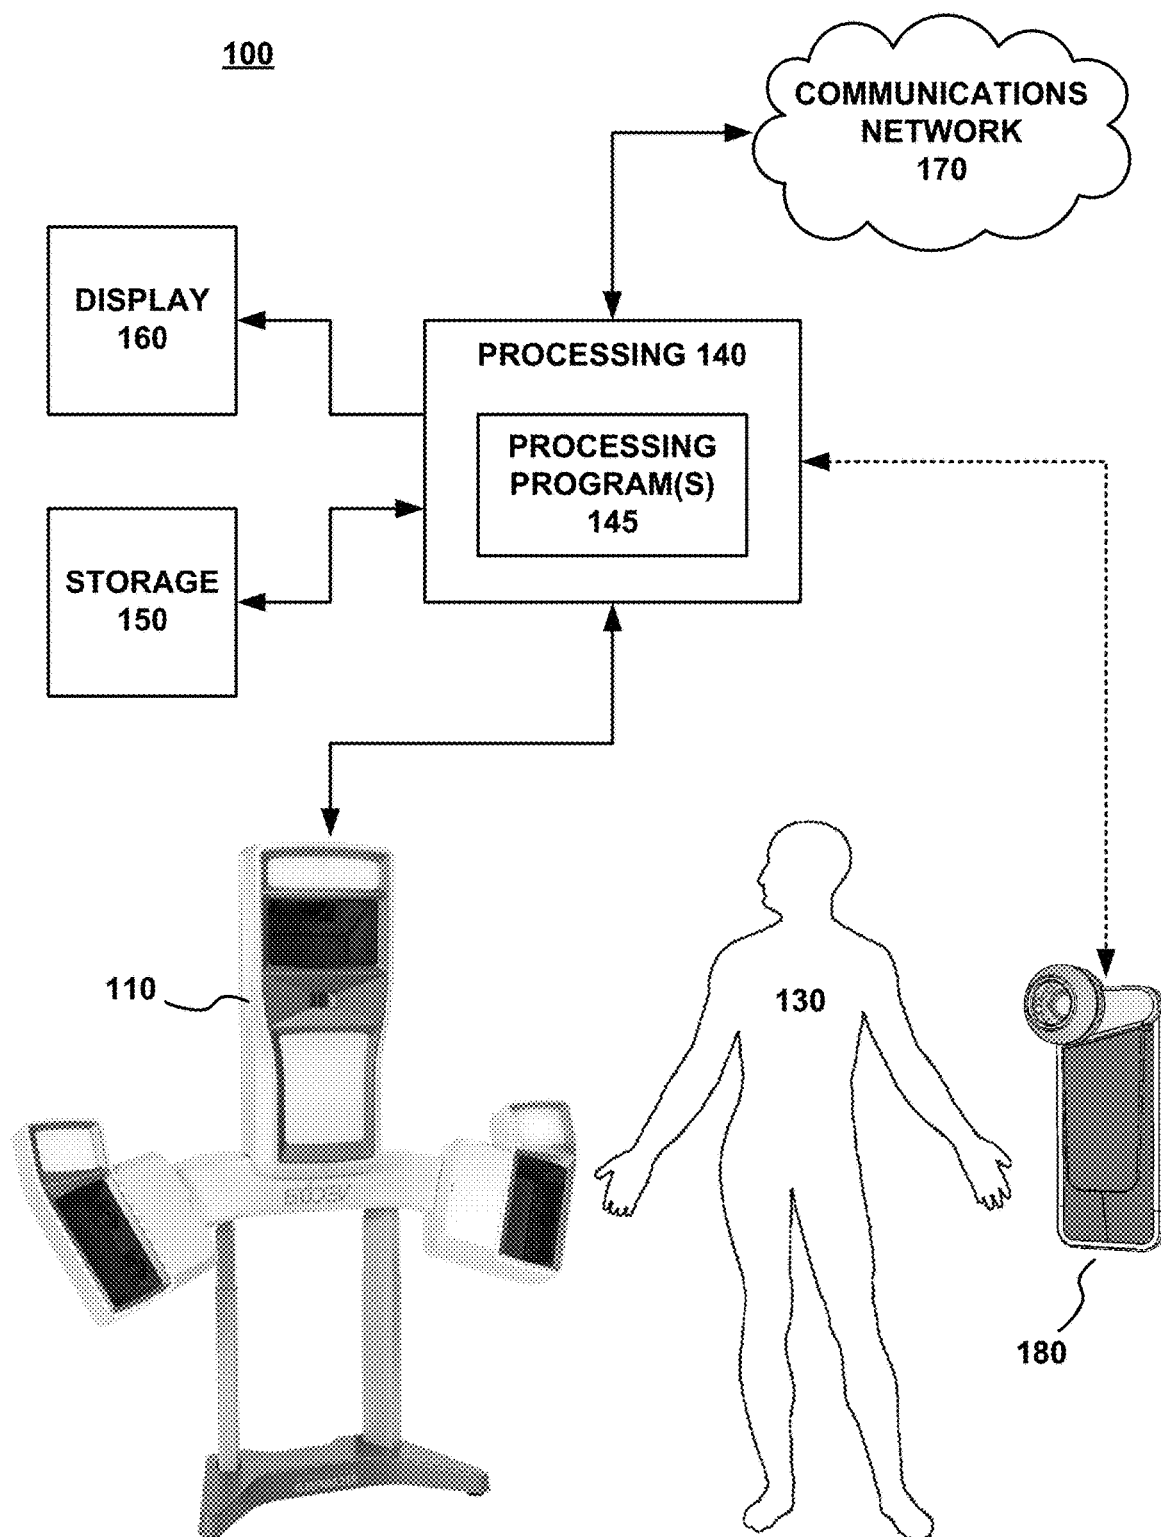 100
COMMUNICATIONS
NETWORK
170
DISPLAY
160
PROCESSING 140
PROCESSING
PROGRAM(S)
145
STORAGE
150
110
130
180